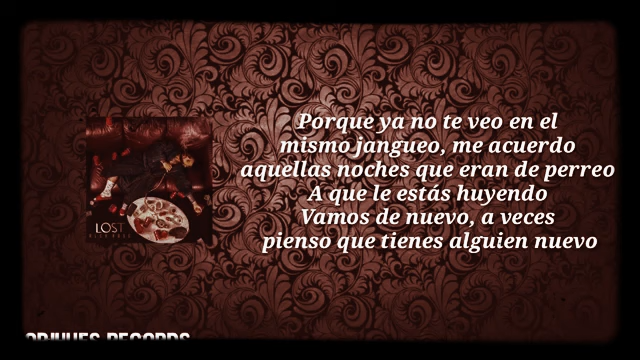 Porque ya no te veo en el
mismo jangueo, me acuerdo
aquellas noches que eran de perreo
A que le estás huyendo
Vamos de nuevo, a veces
pienso que tienes alguien nuevo
LOST
RECORDS